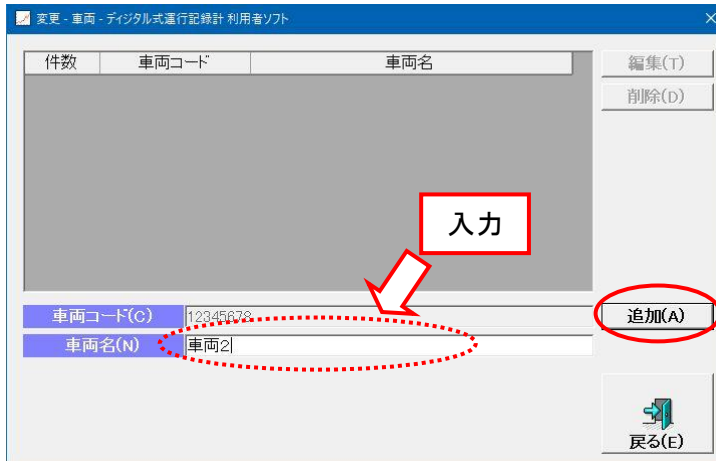 変更 - 車両 - ディジタル式運行記録計 利用者ソフト
件数 車両コード 車両名
編集(T)
削除(D)
入力
車両コード(C) 12345678 追加(A)
車両名(N) 車両2
戻る(E)